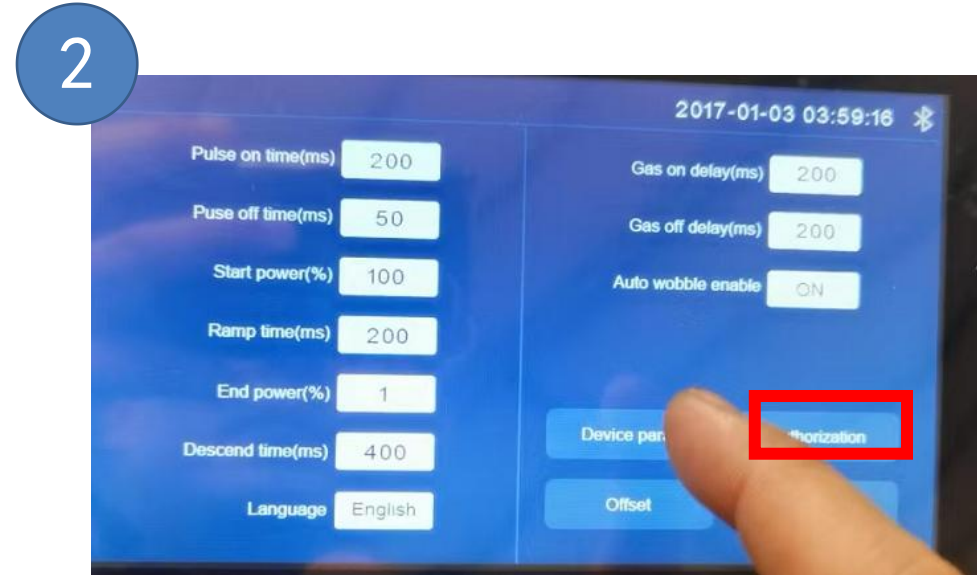 2
2017-01-03 03:59:16
Pulse on time(ms) 200
Puse off time(ms) 50
Start power(%) 100
Ramp time(ms) 200
End power(%) 1
Descend time(ms) 400
Language English
Gas on delay(ms) 200
Gas off delay(ms) 200
Auto wobble enable ON
Device par
thorization
Offset